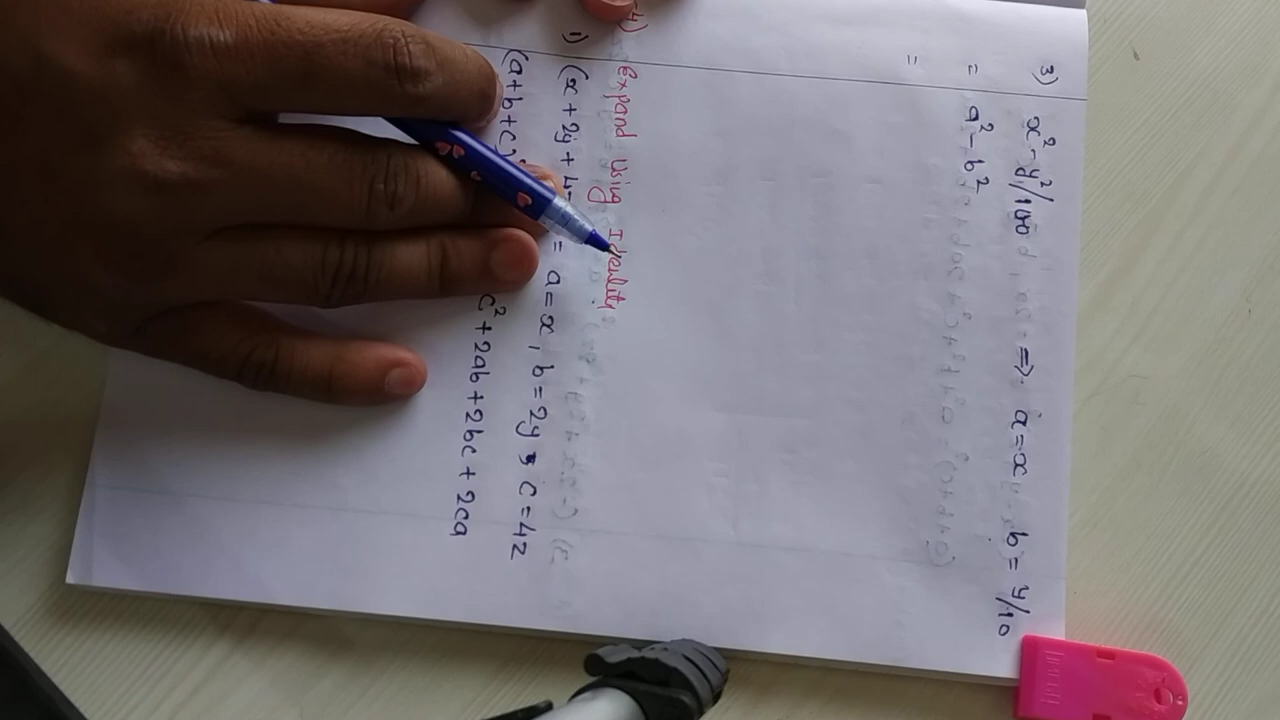 3) x² - y²/100 ⇒ a = x b = y/10
= a² - b²
=
4) Expand Using Identity
1) (x + 2y + 4 = a = x, b = 2y, c = 4z
(a+b+c) c² + 2ab + 2bc + 2ca